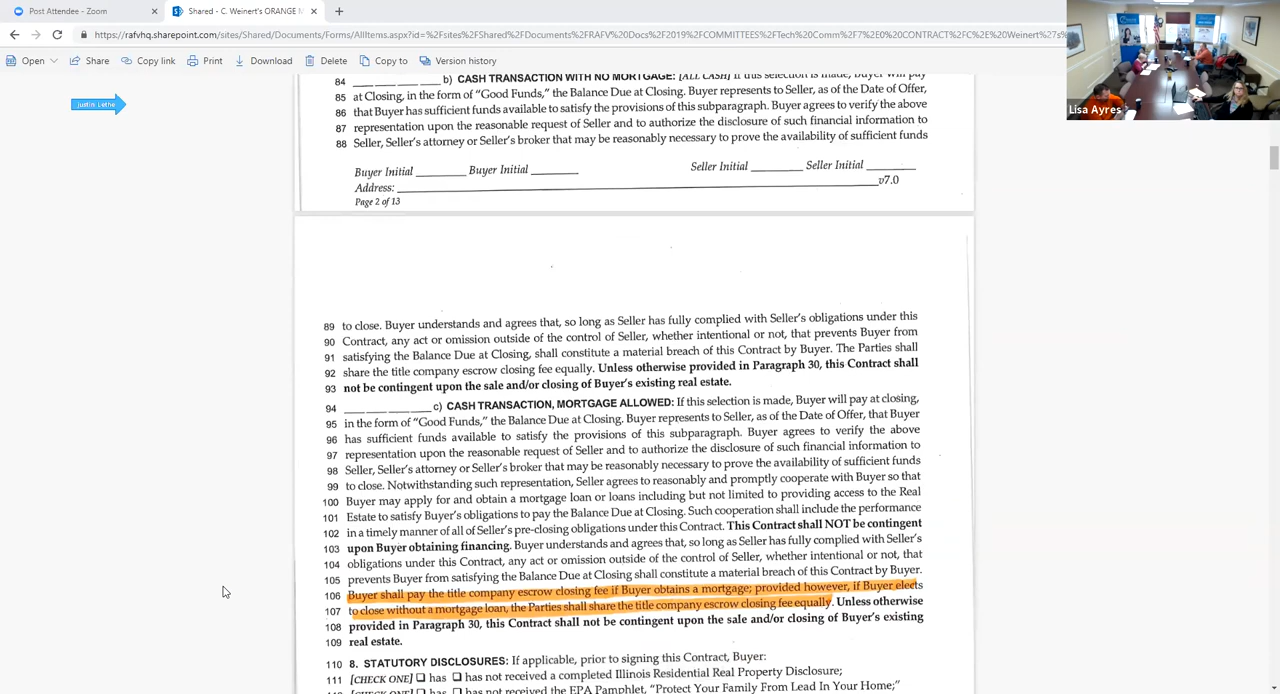 Post Attendee - Zoom
Shared - C. Weinert's ORANGE M
https://rafvhq.sharepoint.com/sites/Shared/Documents/Forms/AllItems.aspx?id=%2Fsites%2FShared%2FDocuments%2FRAFV%20Docs%2F2019%2FCOMMITTEES%2FTech%20Comm%2F7%2E0%20CONTRACT%2FC%2E%20Weinert%27s%
Open Share Copy link Print Download Delete Copy to Version history
Lisa Ayres
justin Lethe
84 ____ ____ ____ ____ b) CASH TRANSACTION WITH NO MORTGAGE: [ALL CASH] If this selection is made, Buyer will pay
85 at Closing, in the form of "Good Funds," the Balance Due at Closing. Buyer represents to Seller, as of the Date of Offer,
86 that Buyer has sufficient funds available to satisfy the provisions of this subparagraph. Buyer agrees to verify the above
87 representation upon the reasonable request of Seller and to authorize the disclosure of such financial information to
88 Seller, Seller's attorney or Seller's broker that may be reasonably necessary to prove the availability of sufficient funds
Buyer Initial ________ Buyer Initial ________ Seller Initial ________ Seller Initial ________
Address: ________ v7.0
Page 2 of 13
89 to close. Buyer understands and agrees that, so long as Seller has fully complied with Seller's obligations under this
90 Contract, any act or omission outside of the control of Seller, whether intentional or not, that prevents Buyer from
91 satisfying the Balance Due at Closing, shall constitute a material breach of this Contract by Buyer. The Parties shall
92 share the title company escrow closing fee equally. Unless otherwise provided in Paragraph 30, this Contract shall
93 not be contingent upon the sale and/or closing of Buyer's existing real estate.
94 ____ ____ ____ ____ c) CASH TRANSACTION, MORTGAGE ALLOWED: If this selection is made, Buyer will pay at closing,
95 in the form of "Good Funds," the Balance Due at Closing. Buyer represents to Seller, as of the Date of Offer, that Buyer
96 has sufficient funds available to satisfy the provisions of this subparagraph. Buyer agrees to verify the above
97 representation upon the reasonable request of Seller and to authorize the disclosure of such financial information to
98 Seller, Seller's attorney or Seller's broker that may be reasonably necessary to prove the availability of sufficient funds
99 to close. Notwithstanding such representation, Seller agrees to reasonably and promptly cooperate with Buyer so that
100 Buyer may apply for and obtain a mortgage loan or loans including but not limited to providing access to the Real
101 Estate to satisfy Buyer's obligations to pay the Balance Due at Closing. Such cooperation shall include the performance
102 in a timely manner of all of Seller's pre-closing obligations under this Contract. This Contract shall NOT be contingent
103 upon Buyer obtaining financing. Buyer understands and agrees that, so long as Seller has fully complied with Seller's
104 obligations under this Contract, any act or omission outside of the control of Seller, whether intentional or not, that
105 prevents Buyer from satisfying the Balance Due at Closing shall constitute a material breach of this Contract by Buyer.
106 Buyer shall pay the title company escrow closing fee if Buyer obtains a mortgage; provided however, if Buyer elects
107 to close without a mortgage loan, the Parties shall share the title company escrow closing fee equally. Unless otherwise
108 provided in Paragraph 30, this Contract shall not be contingent upon the sale and/or closing of Buyer's existing
109 real estate.
110 8. STATUTORY DISCLOSURES: If applicable, prior to signing this Contract, Buyer:
111 [CHECK ONE] ☐ has ☐ has not received a completed Illinois Residential Real Property Disclosure;
[CHECK ONE] ☐ has ☐ has not received the EPA Pamphlet, "Protect Your Family From Lead In Your Home;"